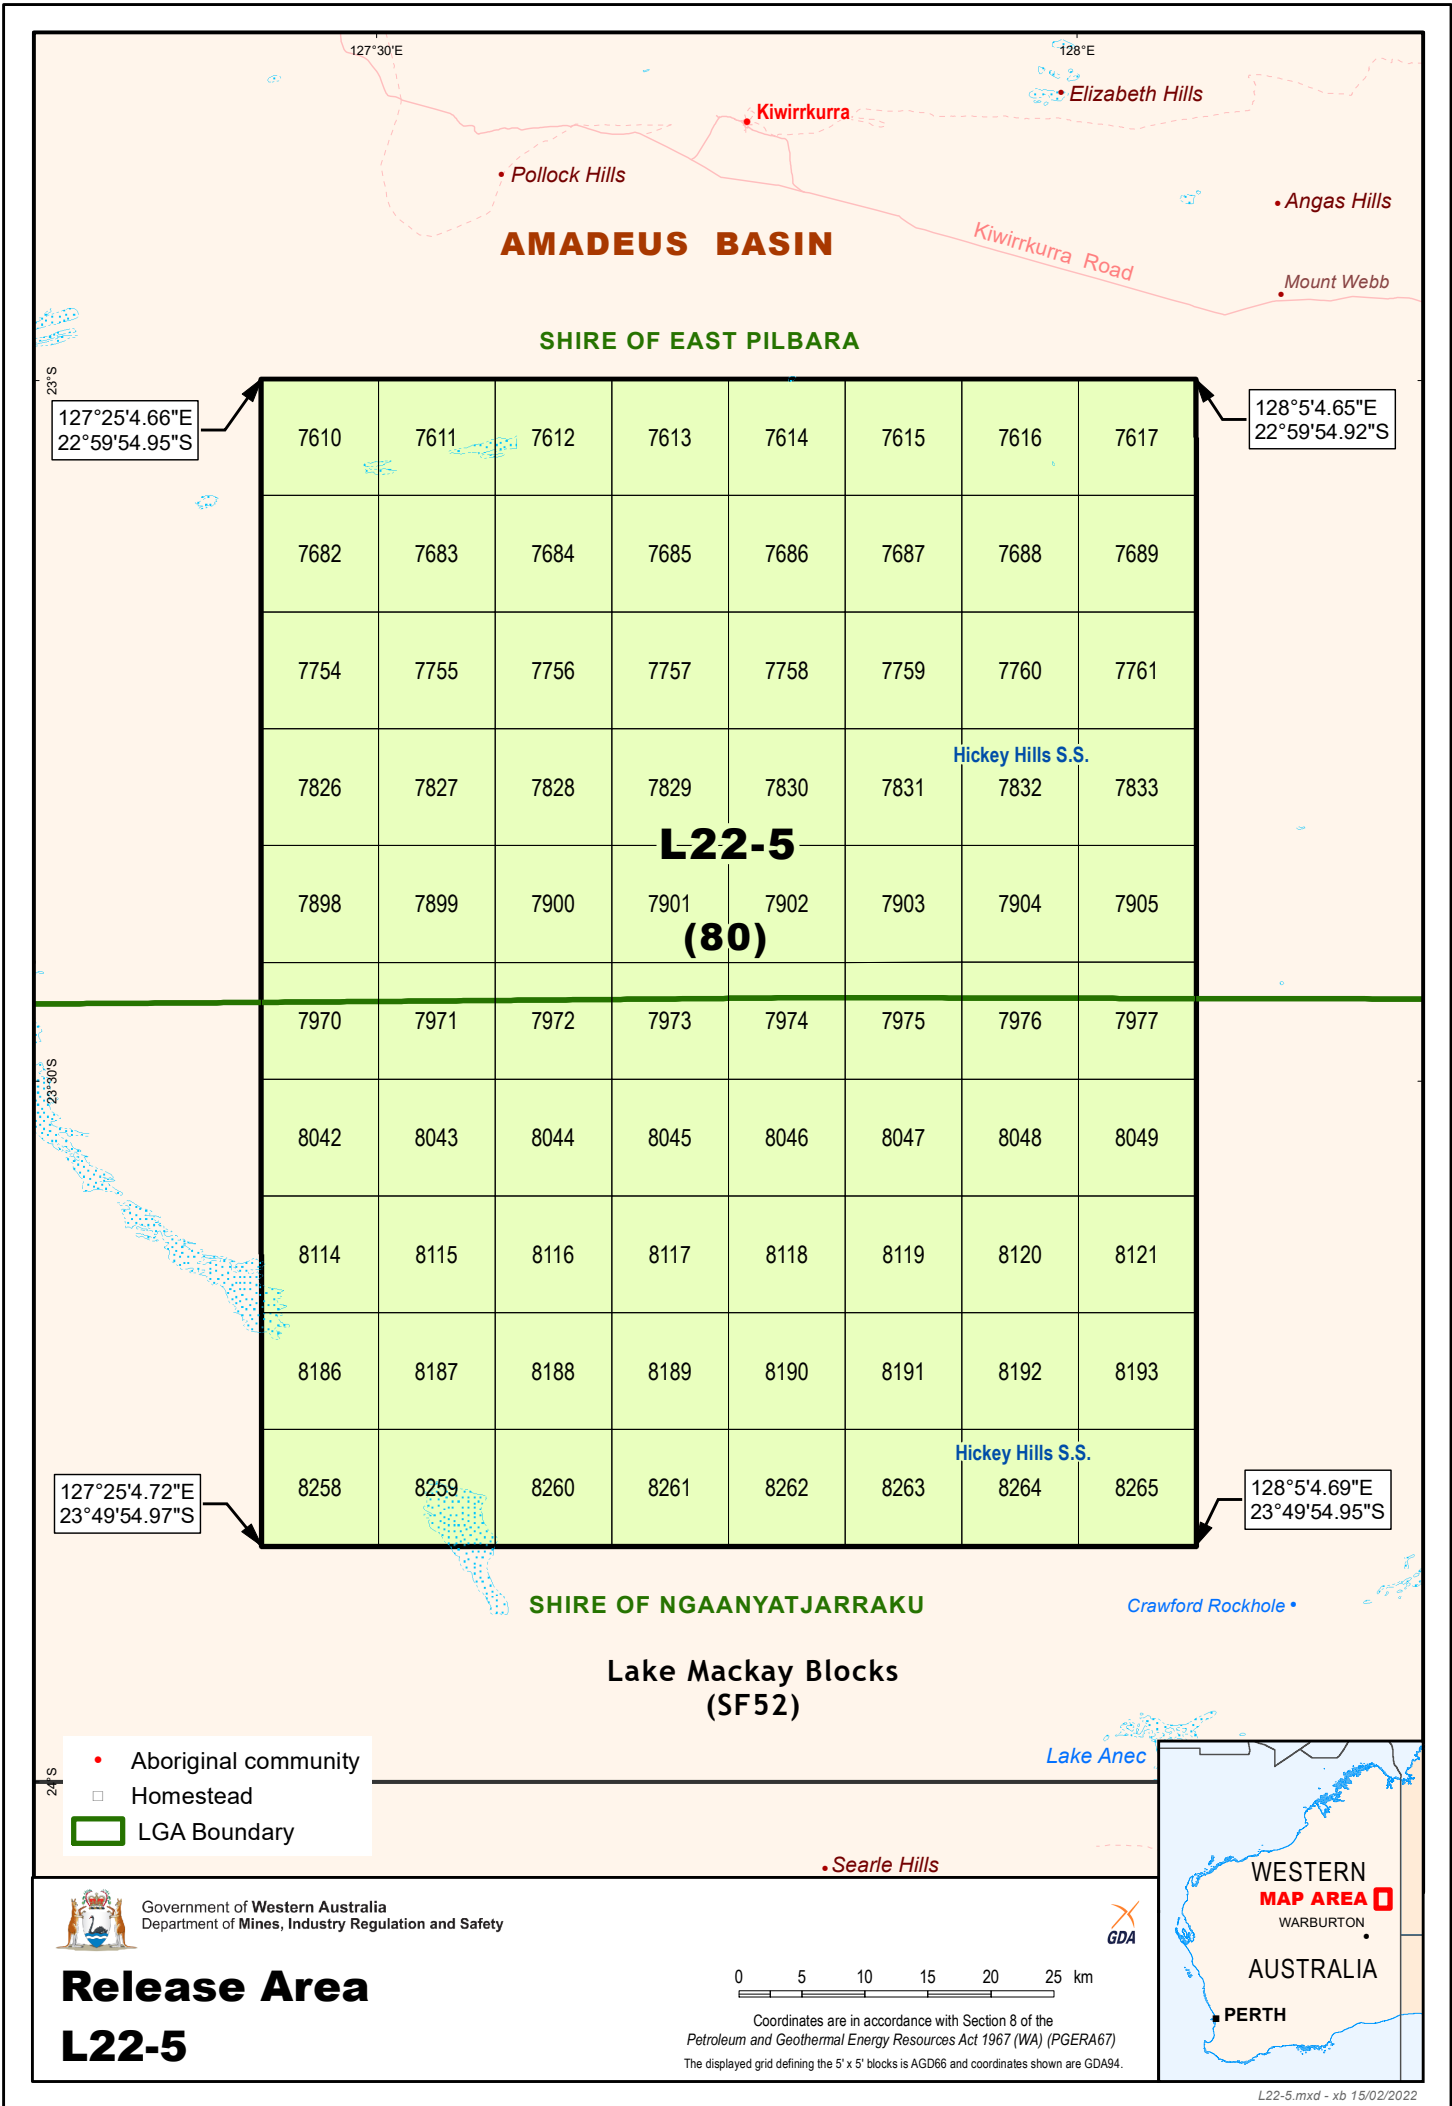 127°30'E
128°E
Elizabeth Hills
Kiwirrkurra
Pollock Hills
Angas Hills
AMADEUS BASIN
Kiwirrkurra Road
Mount Webb
SHIRE OF EAST PILBARA
23°S
127°25'4.66"E
22°59'54.95"S
128°5'4.65"E
22°59'54.92"S
7610 7611 7612 7613 7614 7615 7616 7617
7682 7683 7684 7685 7686 7687 7688 7689
7754 7755 7756 7757 7758 7759 7760 7761
Hickey Hills S.S.
7826 7827 7828 7829 7830 7831 7832 7833
L22-5
7898 7899 7900 7901 7902 7903 7904 7905
(80)
7970 7971 7972 7973 7974 7975 7976 7977
23°30'S
8042 8043 8044 8045 8046 8047 8048 8049
8114 8115 8116 8117 8118 8119 8120 8121
8186 8187 8188 8189 8190 8191 8192 8193
Hickey Hills S.S.
8258 8259 8260 8261 8262 8263 8264 8265
127°25'4.72"E
23°49'54.97"S
128°5'4.69"E
23°49'54.95"S
SHIRE OF NGAANYATJARRAKU
Crawford Rockhole
Lake Mackay Blocks
(SF52)
Lake Anec
24°S
Aboriginal community
Homestead
LGA Boundary
Searle Hills
WESTERN
MAP AREA
WARBURTON
AUSTRALIA
PERTH
Government of Western Australia
Department of Mines, Industry Regulation and Safety
GDA
Release Area
L22-5
0 5 10 15 20 25 km
Coordinates are in accordance with Section 8 of the
Petroleum and Geothermal Energy Resources Act 1967 (WA) (PGERA67)
The displayed grid defining the 5' x 5' blocks is AGD66 and coordinates shown are GDA94.
L22-5.mxd - xb 15/02/2022